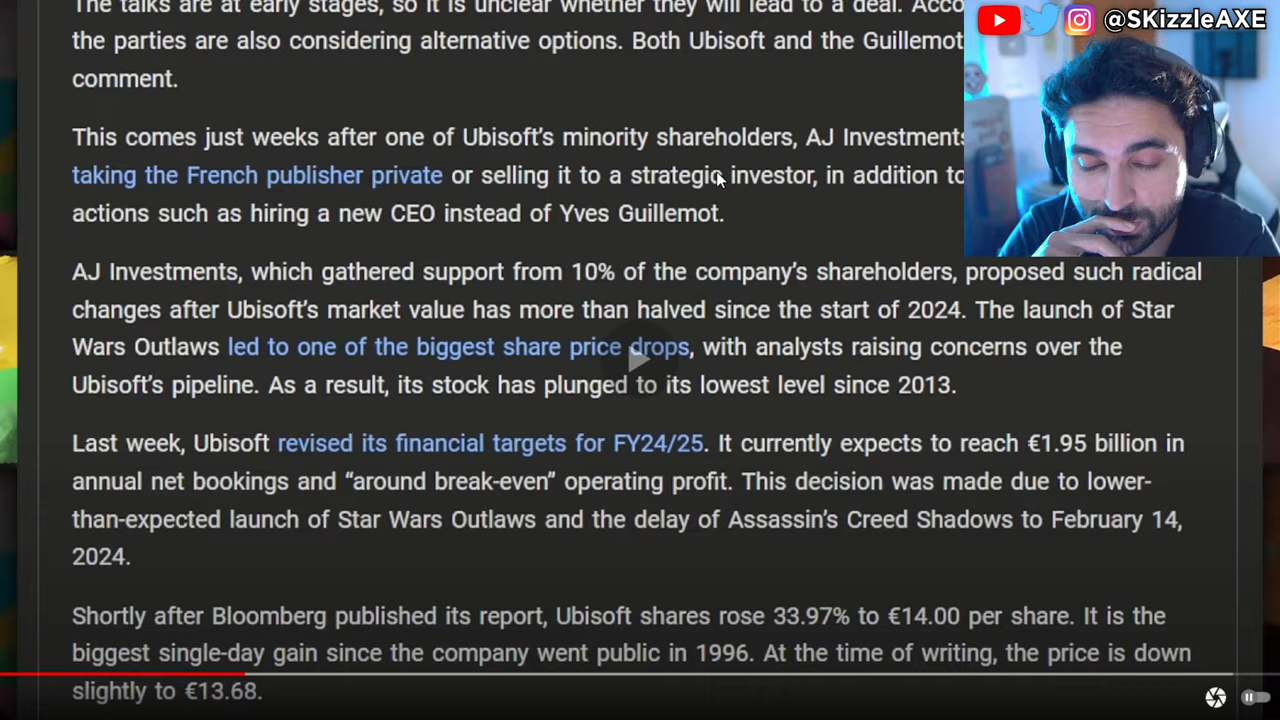 The talks are at early stages, so it is unclear whether they will lead to a deal.
@SKizzleAXE
the parties are also considering alternative options. Both Ubisoft and the Guillemot
comment.
This comes just weeks after one of Ubisoft’s minority shareholders, AJ Investments
taking the French publisher private or selling it to a strategic investor, in addition to
actions such as hiring a new CEO instead of Yves Guillemot.
AJ Investments, which gathered support from 10% of the company’s shareholders, proposed such radical
changes after Ubisoft’s market value has more than halved since the start of 2024. The launch of Star
Wars Outlaws led to one of the biggest share price drops, with analysts raising concerns over the
Ubisoft’s pipeline. As a result, its stock has plunged to its lowest level since 2013.
Last week, Ubisoft revised its financial targets for FY24/25. It currently expects to reach €1.95 billion in
annual net bookings and “around break-even” operating profit. This decision was made due to lower-
than-expected launch of Star Wars Outlaws and the delay of Assassin’s Creed Shadows to February 14,
2024.
Shortly after Bloomberg published its report, Ubisoft shares rose 33.97% to €14.00 per share. It is the
biggest single-day gain since the company went public in 1996. At the time of writing, the price is down
slightly to €13.68.